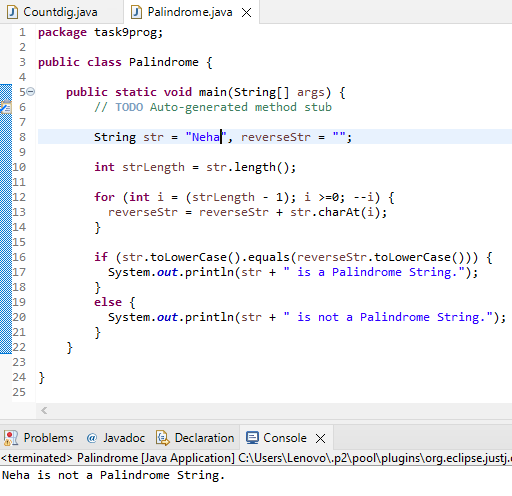 Countdig.java Palindrome.java
1 package task9prog;
2
3 public class Palindrome {
4
5 public static void main(String[] args) {
6 // TODO Auto-generated method stub
7
8 String str = "Neha", reverseStr = "";
9
10 int strLength = str.length();
11
12 for (int i = (strLength - 1); i >=0; --i) {
13 reverseStr = reverseStr + str.charAt(i);
14 }
15
16 if (str.toLowerCase().equals(reverseStr.toLowerCase())) {
17 System.out.println(str + " is a Palindrome String.");
18 }
19 else {
20 System.out.println(str + " is not a Palindrome String.");
21 }
22 }
23
24 }
25
Problems @ Javadoc Declaration Console
<terminated> Palindrome [Java Application] C:\Users\Lenovo\.p2\pool\plugins\org.eclipse.justj.
Neha is not a Palindrome String.